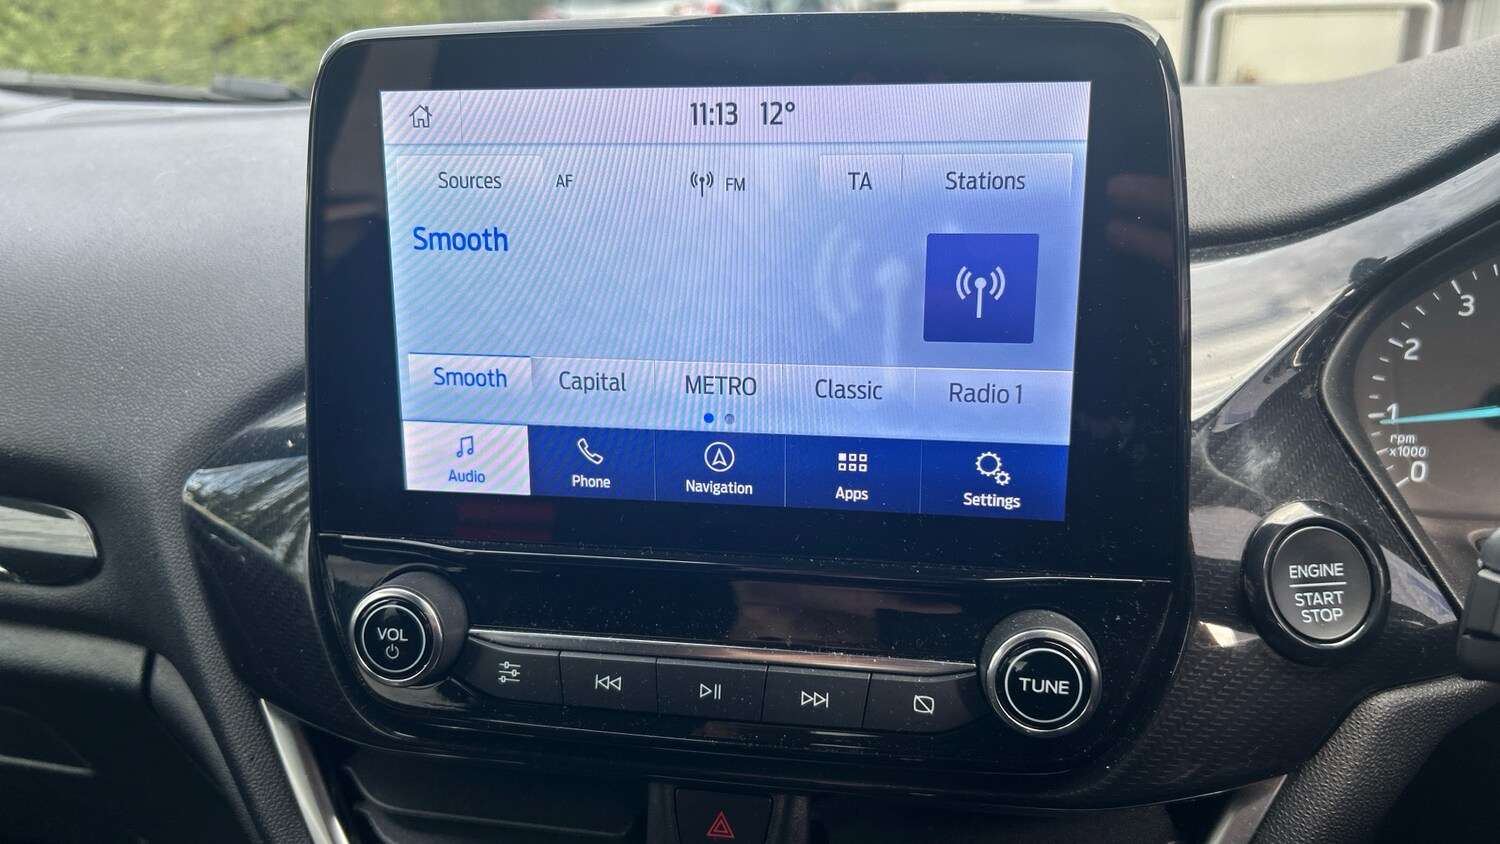 11:13 12°
Sources AF FM TA Stations
Smooth
Smooth Capital METRO Classic Radio 1
Audio Phone Navigation Apps Settings
VOL
TUNE
ENGINE
START
STOP
3
2
1
rpm
x1000
0